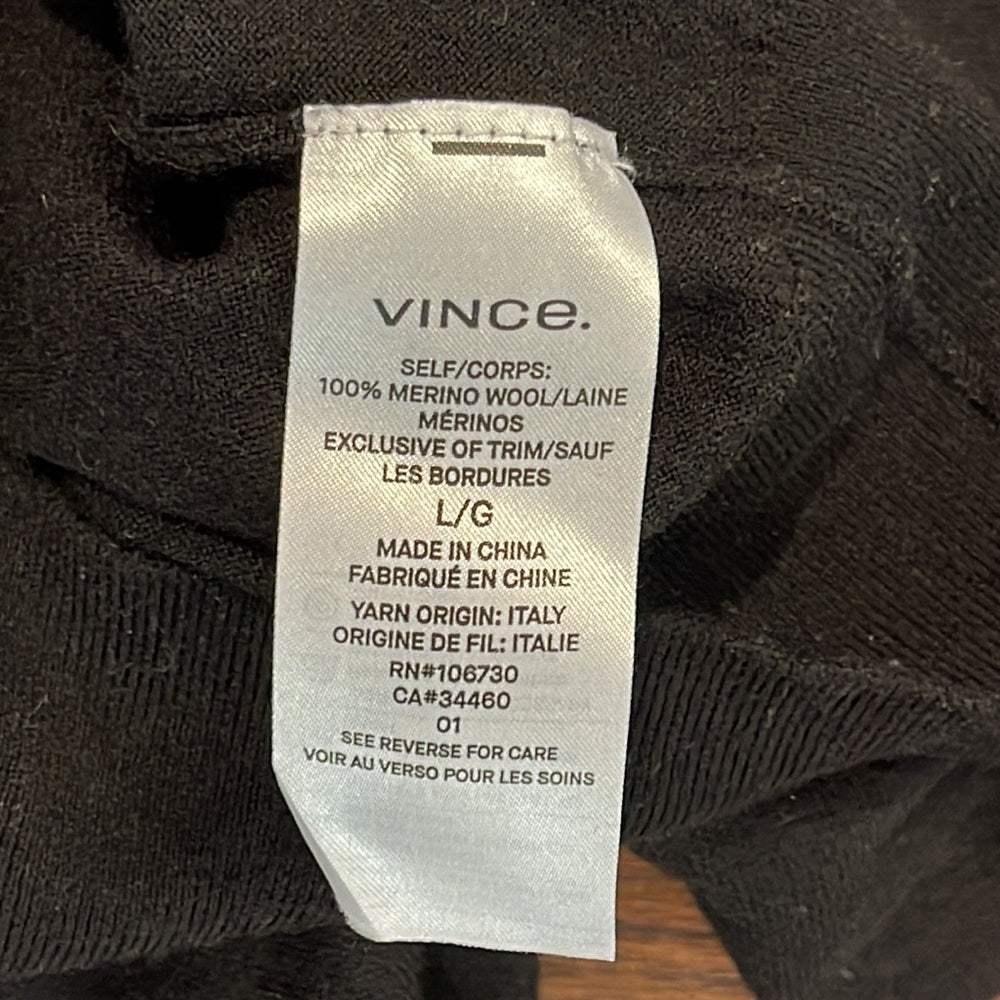 VINCe.
SELF/CORPS:
100% MERINO WOOL/LAINE
MÉRINOS
EXCLUSIVE OF TRIM/SAUF
LES BORDURES
L/G
MADE IN CHINA
FABRIQUÉ EN CHINE
YARN ORIGIN: ITALY
ORIGINE DE FIL: ITALIE
RN#106730
CA#34460
01
SEE REVERSE FOR CARE
VOIR AU VERSO POUR LES SOINS